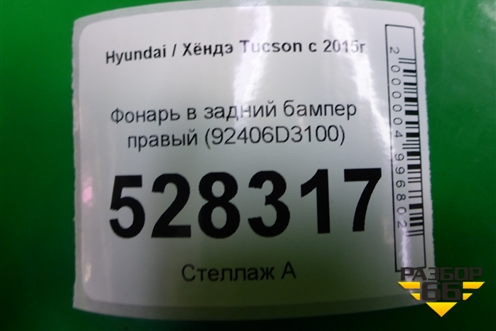 Hyundai / Хёндэ Tucson с 2015г
Фонарь в задний бампер
правый (92406D3100)
528317
Стеллаж А
2000004996802
РАЗБОР
66